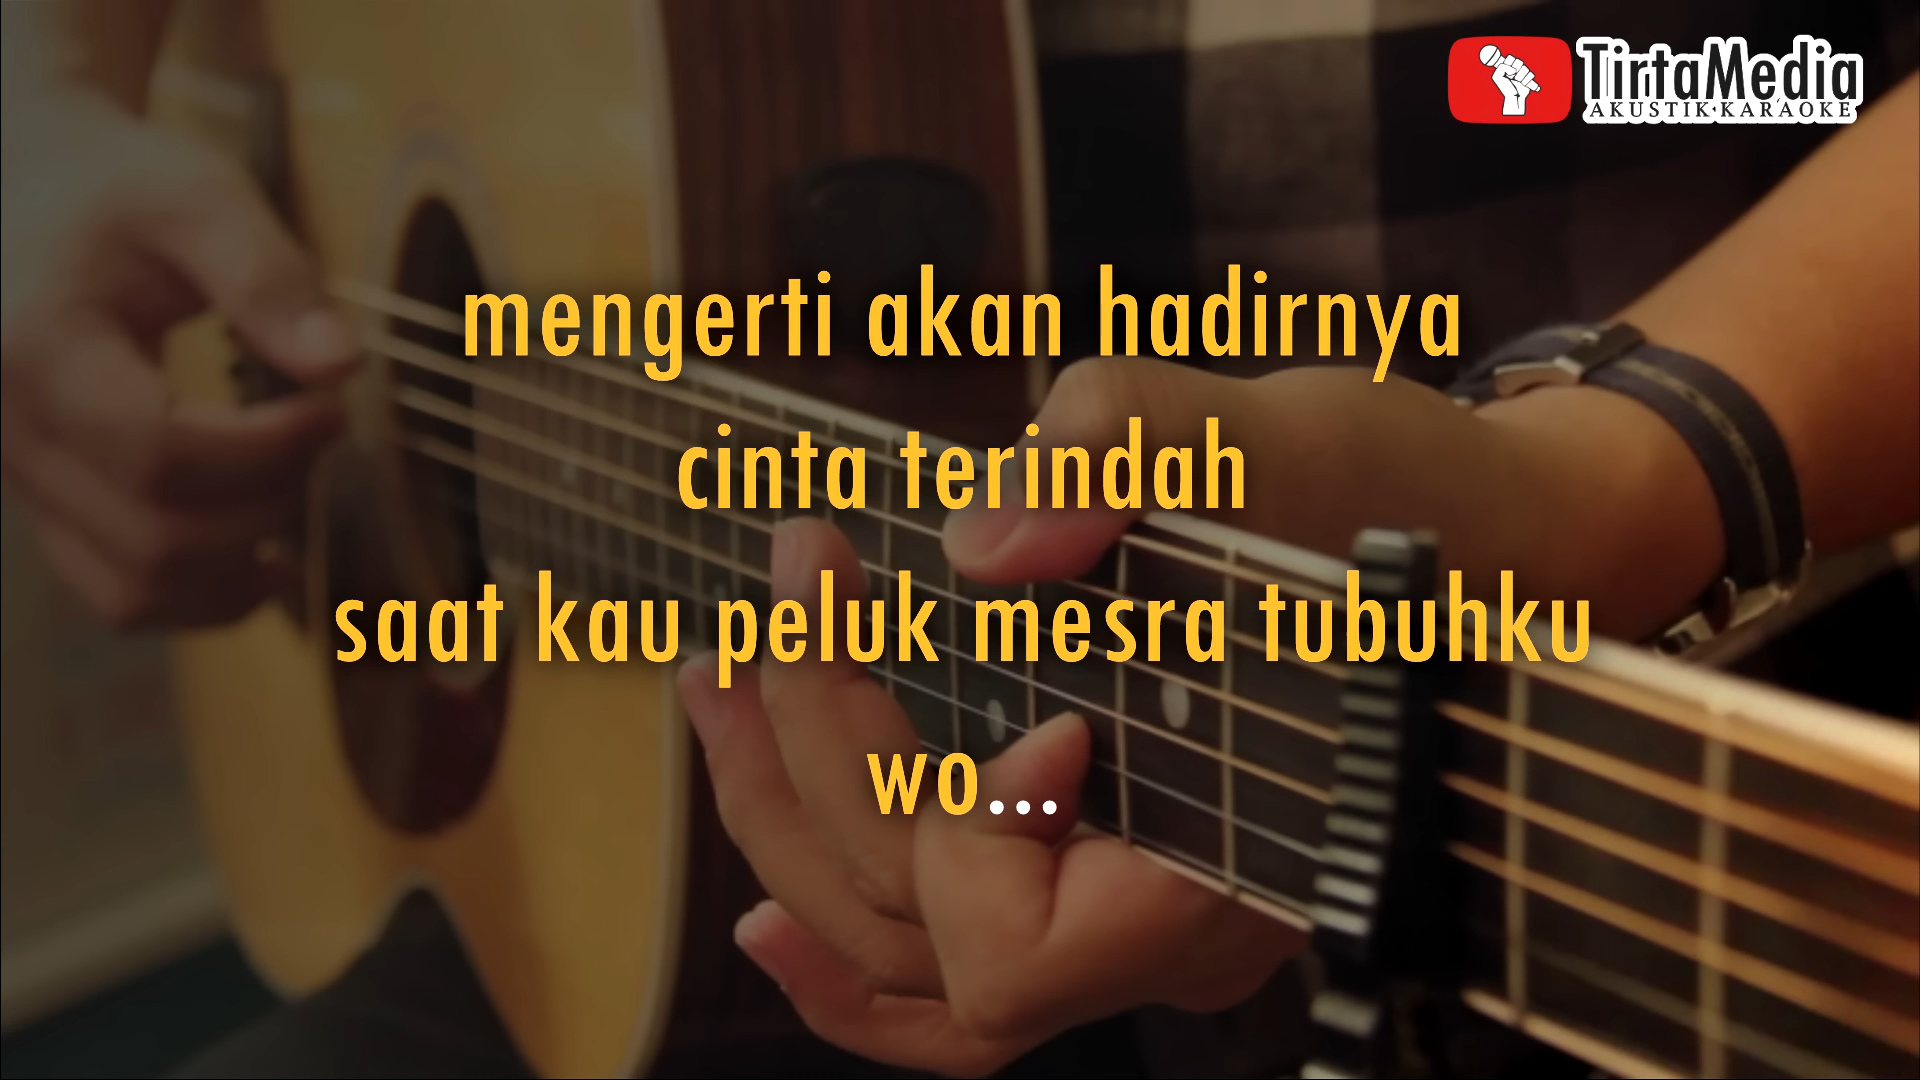 TirtaMedia
AKUSTIK KARAOKE
mengerti akan hadirnya
cinta terindah
saat kau peluk mesra tubuhku
wo...